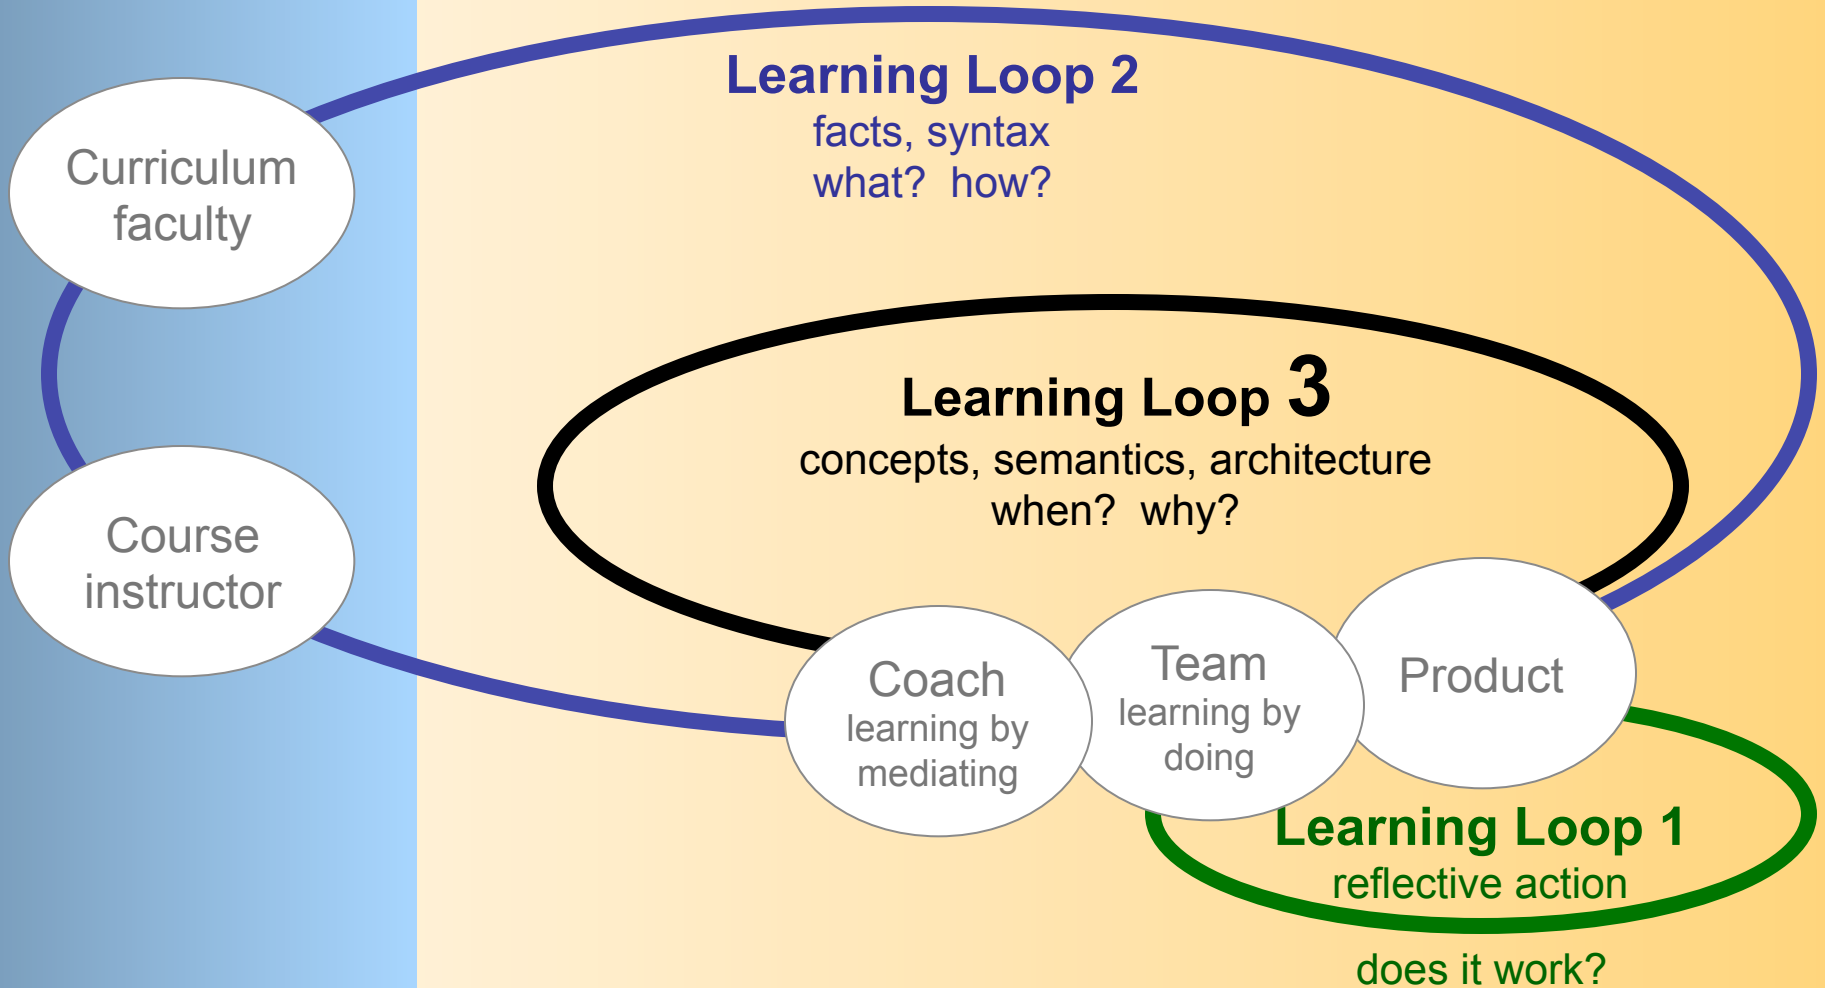 Learning Loop 2
facts, syntax
what?  how?
Curriculum
faculty
Learning Loop 3
concepts, semantics, architecture
when?  why?
Course
instructor
Coach
learning by
mediating
Team
learning by
doing
Product
Learning Loop 1
reflective action
does it work?